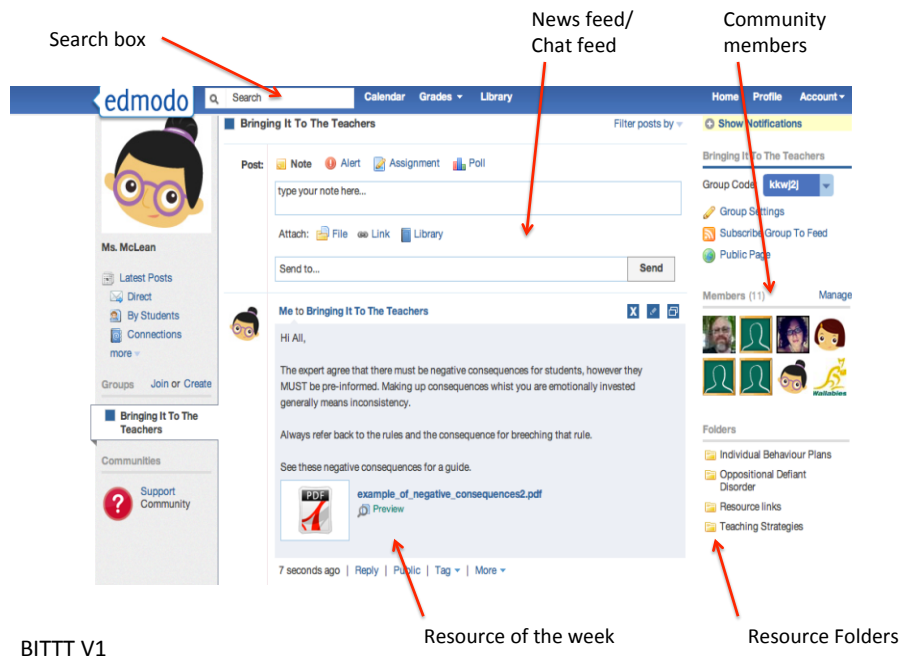 Search box
News feed/
Chat feed
Community
members
edmodo
Search
Calendar Grades Library
Home Profile Account
Bringing It To The Teachers
Filter posts by
Show Notifications
Post: Note Alert Assignment Poll
type your note here...
Attach: File Link Library
Send to...
Send
Ms. McLean
Latest Posts
Direct
By Students
Connections
more
Groups Join or Create
Bringing It To The
Teachers
Communities
?
Support
Community
Me to Bringing It To The Teachers
X
Hi All,
The expert agree that there must be negative consequences for students, however they
MUST be pre-informed. Making up consequences whist you are emotionally invested
generally means inconsistency.
Always refer back to the rules and the consequence for breeching that rule.
See these negative consequences for a guide.
PDF
example_of_negative_consequences2.pdf
Preview
7 seconds ago | Reply | Public | Tag | More
Bringing It To The Teachers
Group Code: kkwj2j
Group Settings
Subscribe Group To Feed
Public Page
Members (11) Manage
Wallabies
Folders
Individual Behaviour Plans
Oppositional Defiant
Disorder
Resource links
Teaching Strategies
Resource of the week
Resource Folders
BITTT V1